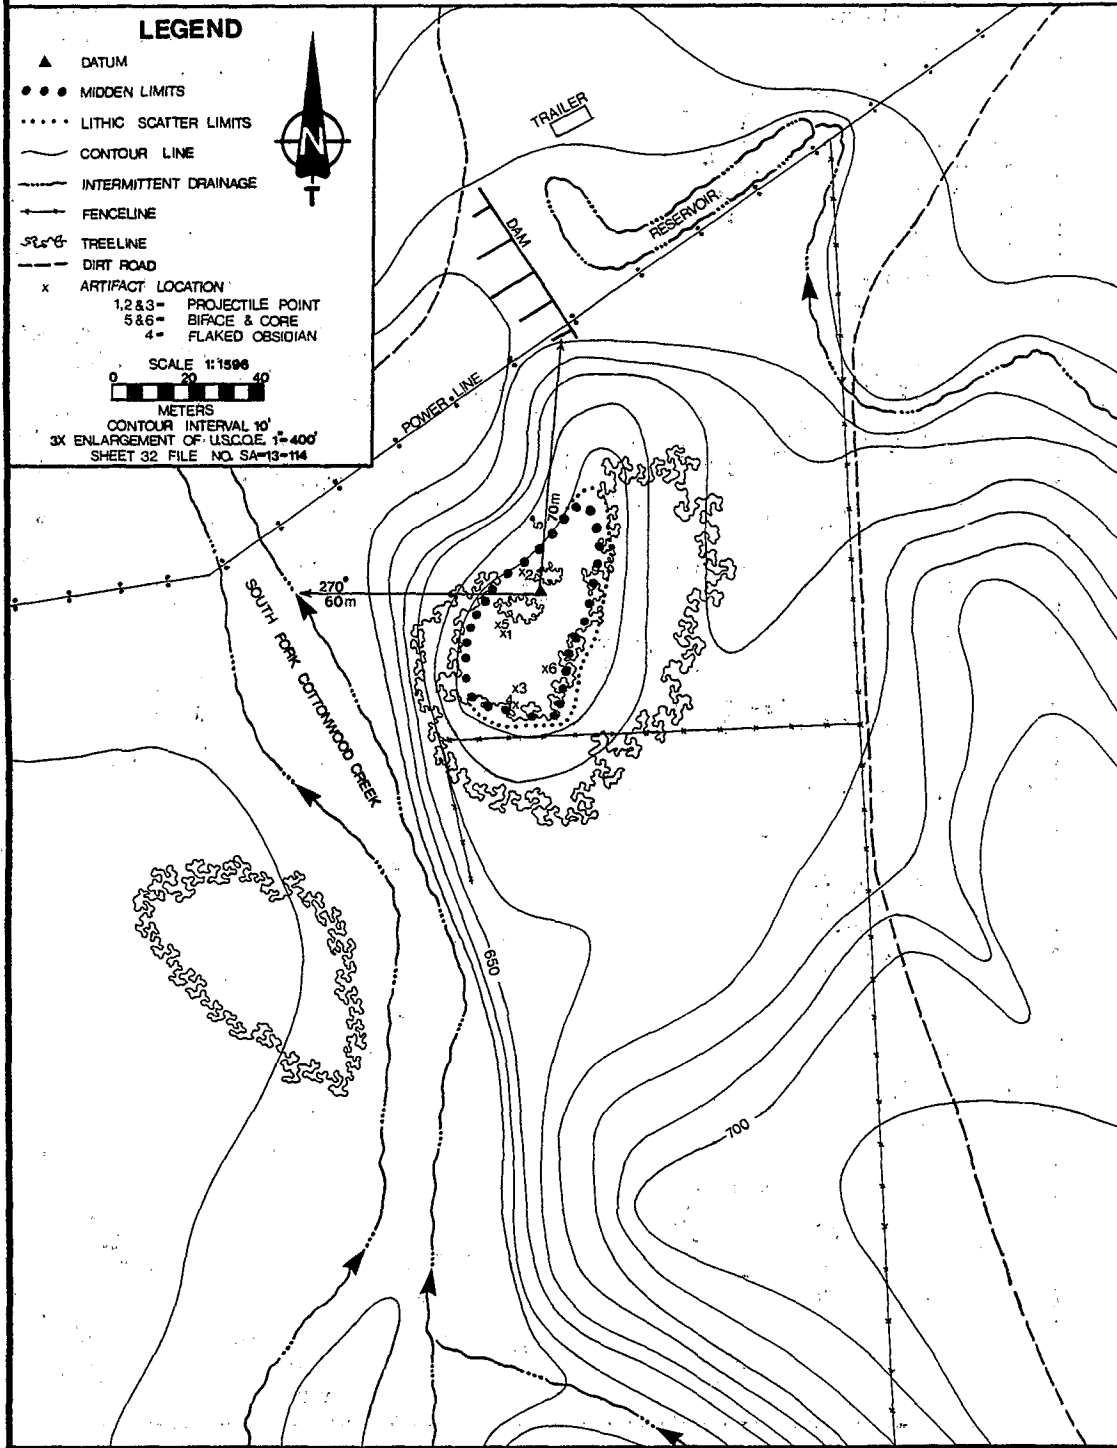 LEGEND
DATUM
MIDDEN LIMITS
LITHIC SCATTER LIMITS
CONTOUR LINE
INTERMITTENT DRAINAGE
FENCELINE
TREELINE
DIRT ROAD
x ARTIFACT LOCATION
1,2&3= PROJECTILE POINT
5&6= BIFACE & CORE
4= FLAKED OBSIDIAN
SCALE 1:1596
0 20 40
METERS
CONTOUR INTERVAL 10'
3X ENLARGEMENT OF U.S.C.O.E. 1"=400'
SHEET 32 FILE NO. SA-13-114
N
T
TRAILER
DAM
RESERVOIR
POWER LINE
5°
70m
270°
60m
x2
x5
x1
x6
x3
4x
SOUTH FORK COTTONWOOD CREEK
650
700